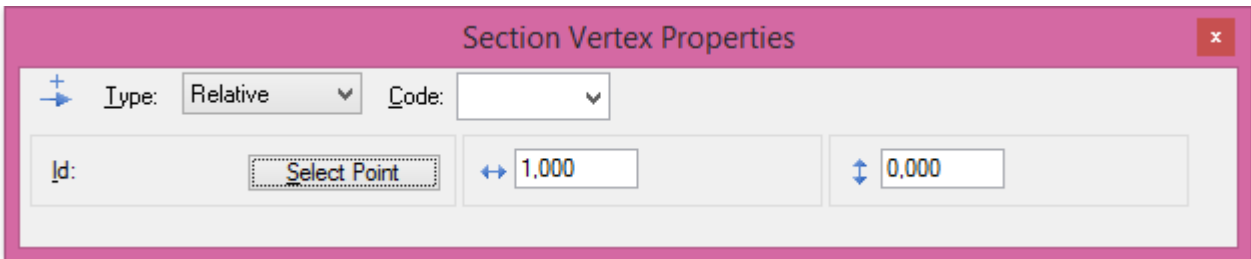 Section Vertex Properties
x
Type: Relative Code:
Id: Select Point 1,000 0,000